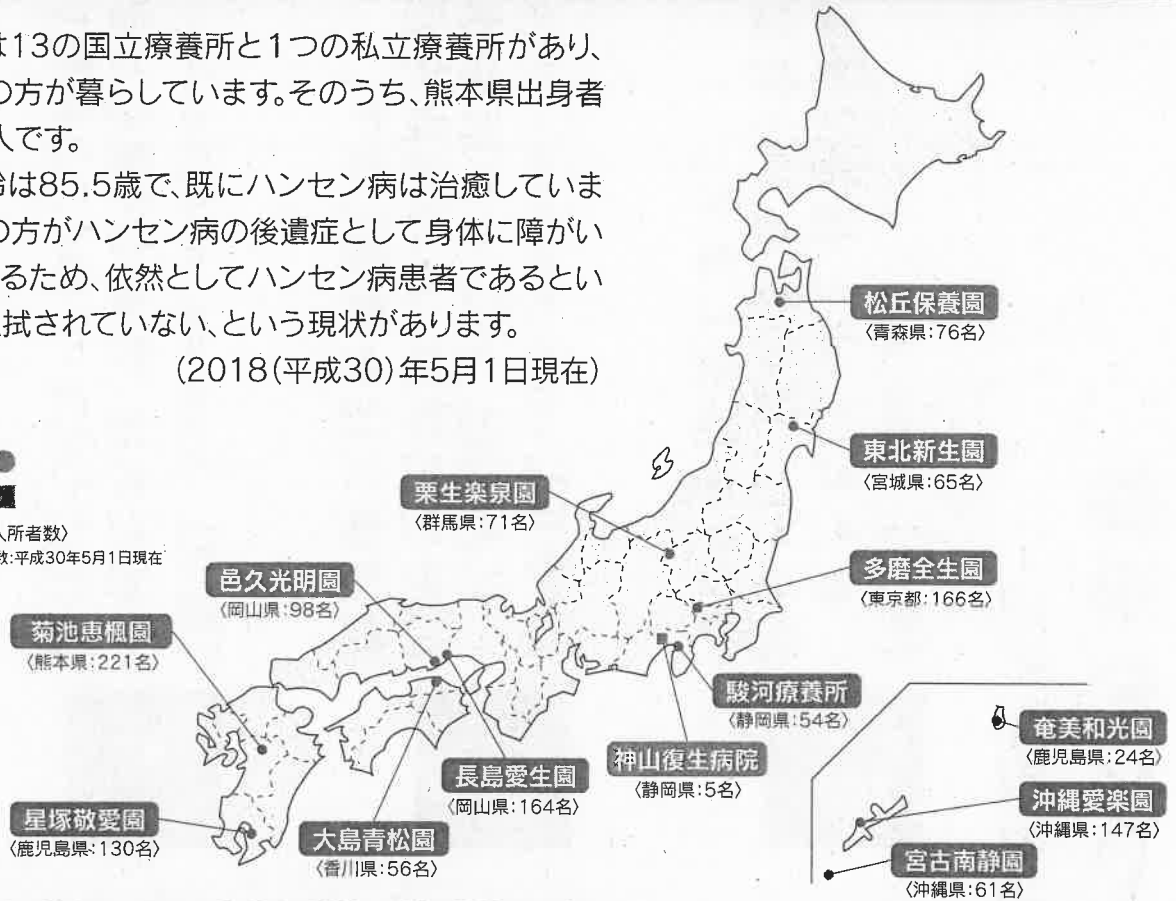 は13の国立療養所と1つの私立療養所があり、
の方が暮らしています。そのうち、熊本県出身者
人です。
齢は85.5歳で、既にハンセン病は治癒していま
の方がハンセン病の後遺症として身体に障がい
るため、依然としてハンセン病患者であるとい
拭されていない、という現状があります。
(2018(平成30)年5月1日現在)
入所者数〉
数:平成30年5月1日現在
松丘保養園
〈青森県:76名〉
東北新生園
〈宮城県:65名〉
栗生楽泉園
〈群馬県:71名〉
多磨全生園
〈東京都:166名〉
邑久光明園
〈岡山県:98名〉
菊池恵楓園
〈熊本県:221名〉
駿河療養所
〈静岡県:54名〉
神山復生病院
〈静岡県:5名〉
長島愛生園
〈岡山県:164名〉
大島青松園
〈香川県:56名〉
星塚敬愛園
〈鹿児島県:130名〉
奄美和光園
〈鹿児島県:24名〉
沖縄愛楽園
〈沖縄県:147名〉
宮古南静園
〈沖縄県:61名〉